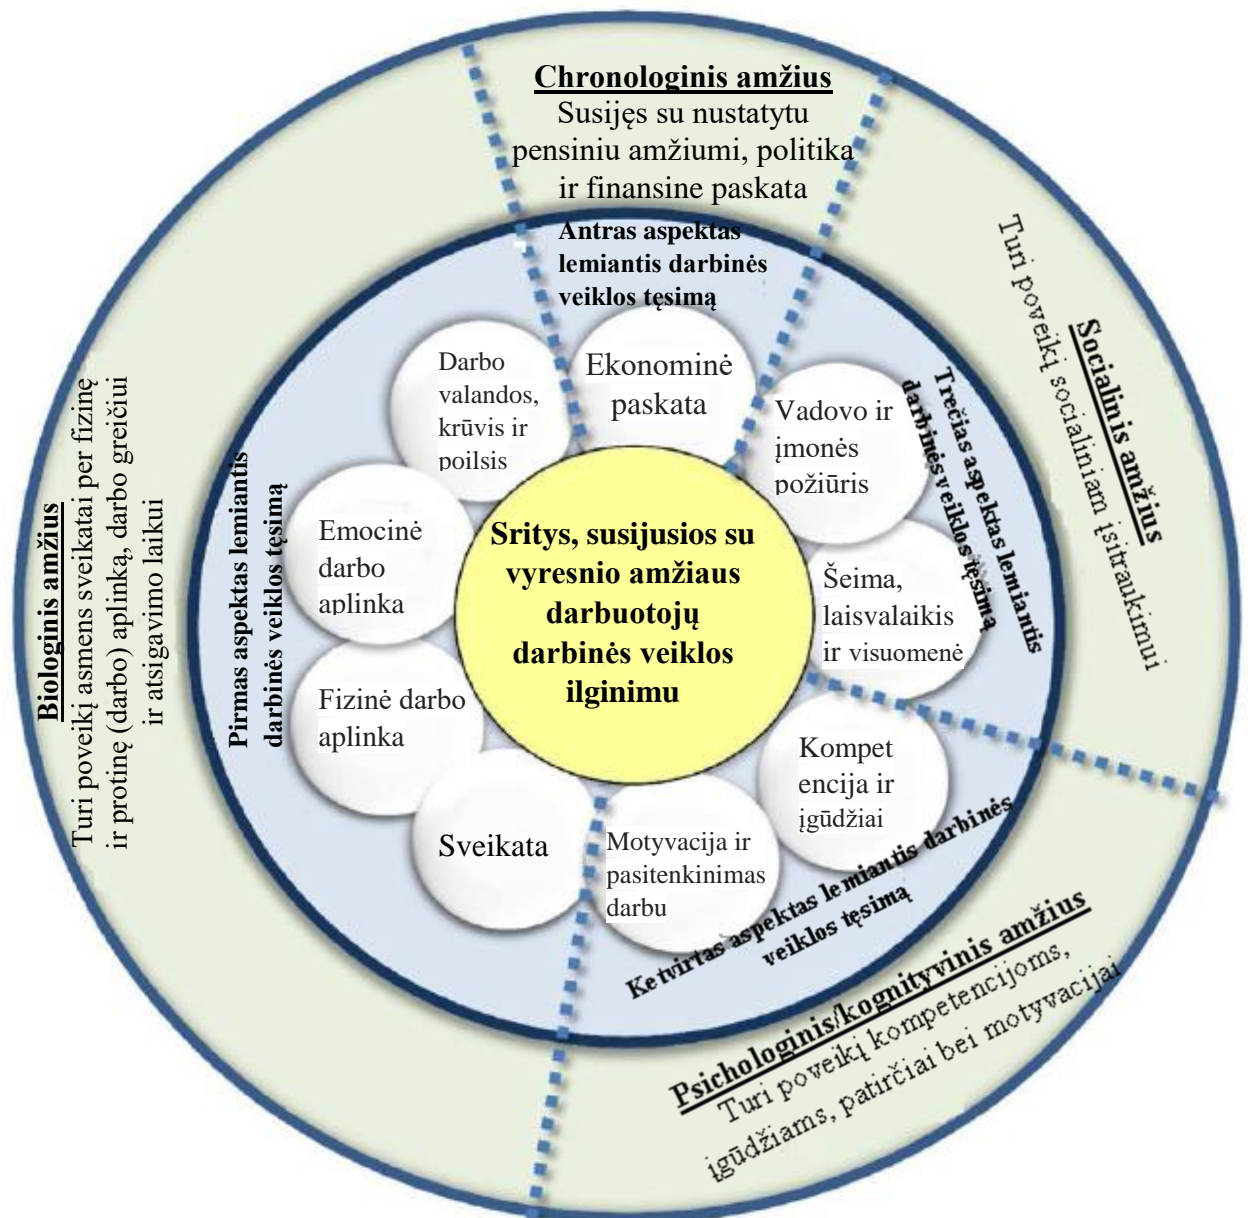 Chronologinis amžius
Susijęs su nustatytu
pensiniu amžiumi, politika
ir finansine paskata
Antras aspektas
lemiantis darbinės
veiklos tęsimą
Ekonominė
paskata
Socialinis amžius
Turi poveikį socialiniam įsitraukimui
Trečias aspektas lemiantis
darbinės veiklos tęsimą
Vadovo ir
įmonės
požiūris
Šeima,
laisvalaikis
ir visuomenė
Psichologinis/kognityvinis amžius
Turi poveikį kompetencijoms,
įgūdžiams, patirčiai bei motyvacijai
Ketvirtas aspektas lemiantis darbinės
veiklos tęsimą
Kompet
encija ir
įgūdžiai
Motyvacija ir
pasitenkinimas
darbu
Biologinis amžius
Turi poveikį asmens sveikatai per fizinę
ir protinę (darbo) aplinką, darbo greičiui
ir atsigavimo laikui
Pirmas aspektas lemiantis
darbinės veiklos tęsimą
Darbo
valandos,
krūvis ir
poilsis
Emocinė
darbo
aplinka
Fizinė darbo
aplinka
Sveikata
Sritys, susijusios su
vyresnio amžiaus
darbuotojų
darbinės veiklos
ilginimu